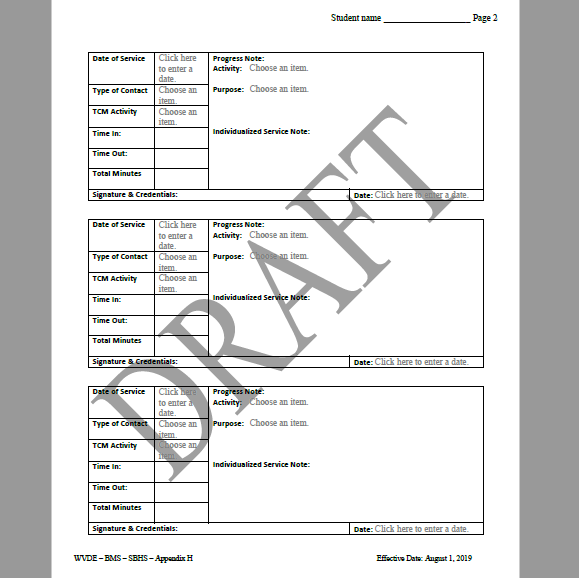 Student name ____________________ Page 2
Date of Service Click here to enter a date. Progress Note:
Activity: Choose an item.
Type of Contact Choose an item. Purpose: Choose an item.
TCM Activity Choose an item.
Time In: Individualized Service Note:
Time Out:
Total Minutes
Signature & Credentials: Date: Click here to enter a date.
Date of Service Click here to enter a date. Progress Note:
Activity: Choose an item.
Type of Contact Choose an item. Purpose: Choose an item.
TCM Activity Choose an item.
Time In: Individualized Service Note:
Time Out:
Total Minutes
Signature & Credentials: Date: Click here to enter a date.
Date of Service Click here to enter a date. Progress Note:
Activity: Choose an item.
Type of Contact Choose an item. Purpose: Choose an item.
TCM Activity Choose an item.
Time In: Individualized Service Note:
Time Out:
Total Minutes
Signature & Credentials: Date: Click here to enter a date.
DRAFT
WVDE – BMS – SBHS – Appendix H Effective Date: August 1, 2019